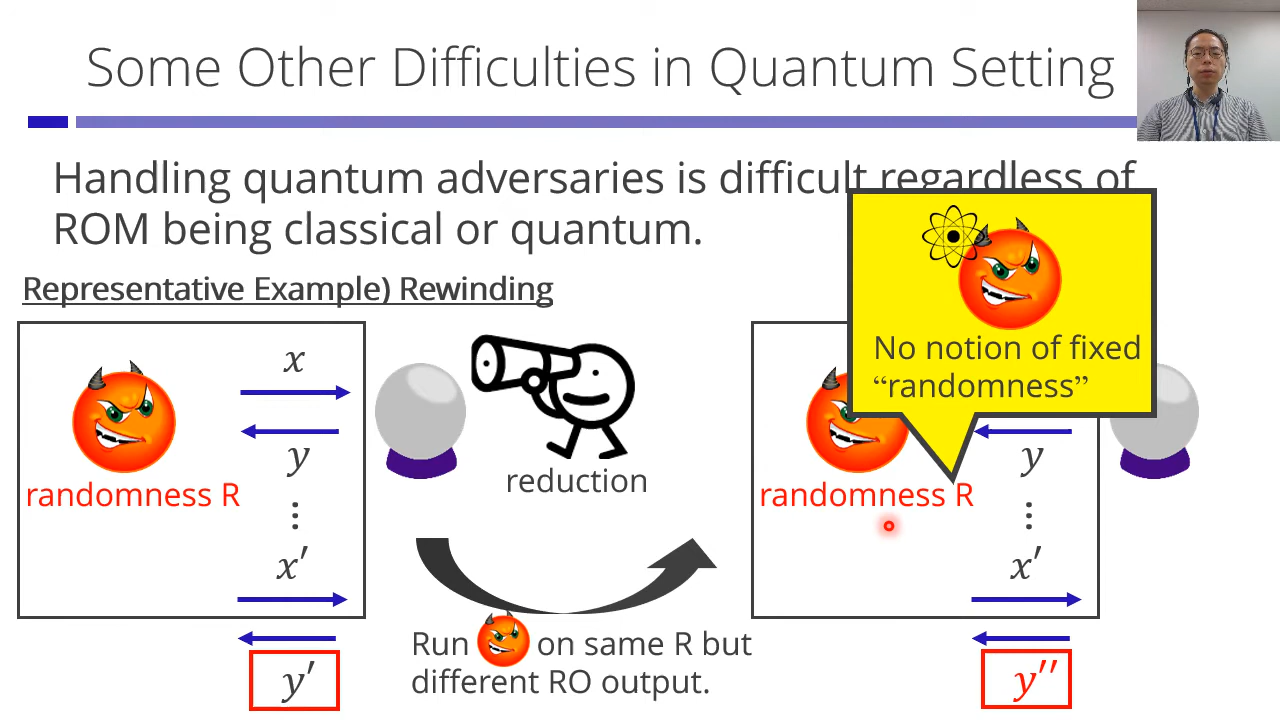 Some Other Difficulties in Quantum Setting
Handling quantum adversaries is difficult regardless of
ROM being classical or quantum.
Representative Example) Rewinding
x
y
randomness R
⋮
x′
y′
reduction
Run on same R but
different RO output.
No notion of fixed
“randomness”
y
randomness R
⋮
x′
y′′